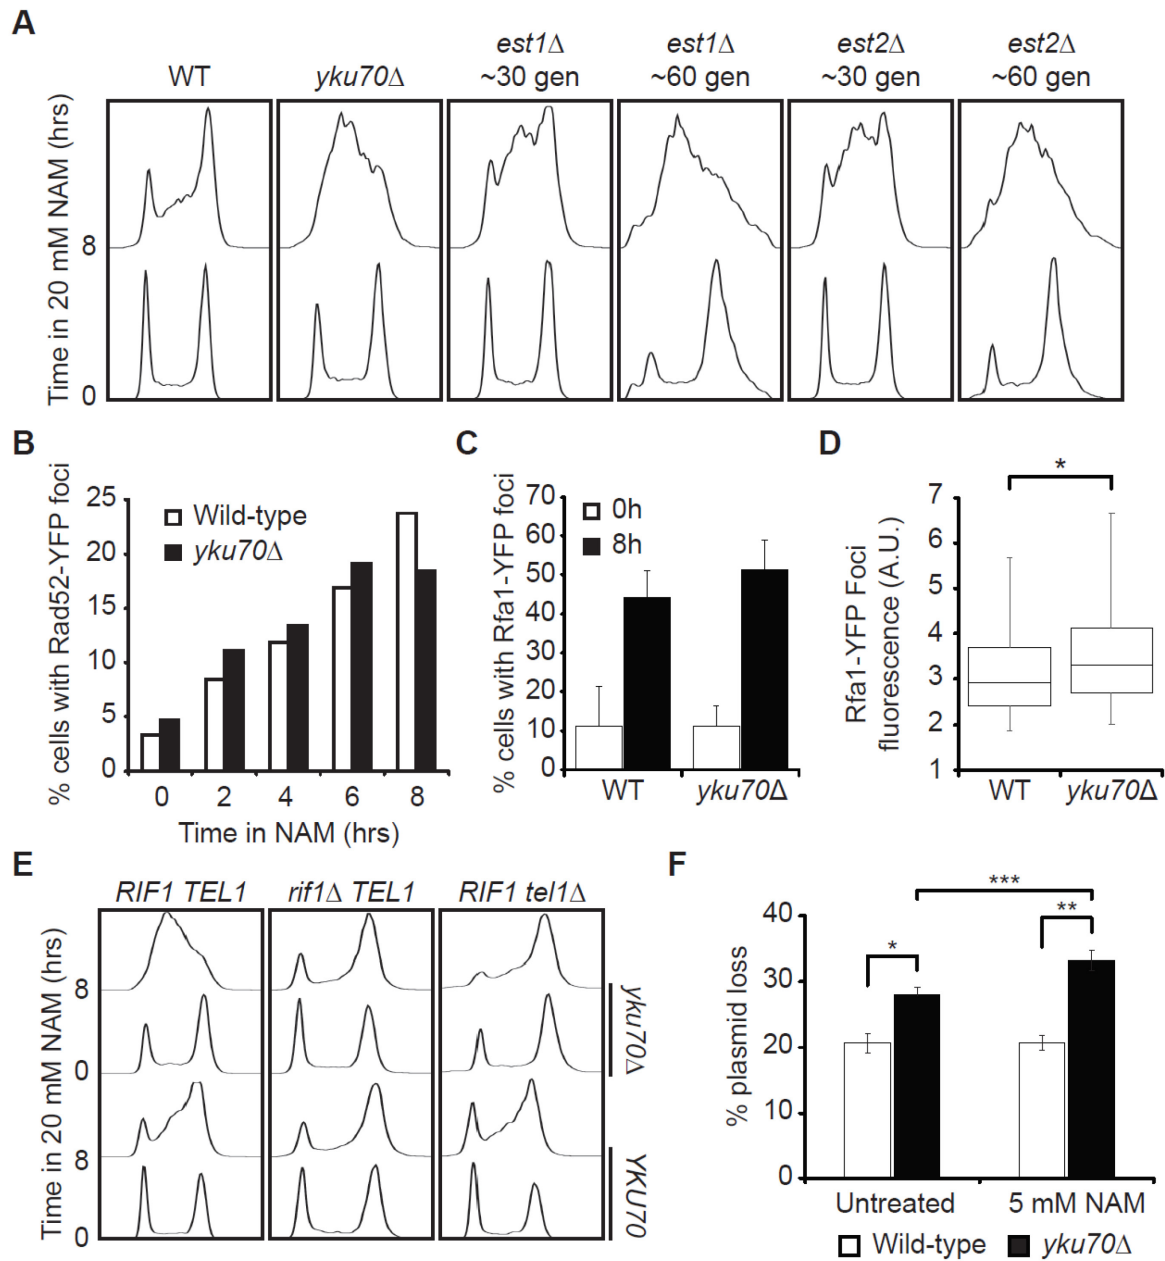 A
WT
yku70Δ
est1Δ
~30 gen
est1Δ
~60 gen
est2Δ
~30 gen
est2Δ
~60 gen
Time in 20 mM NAM (hrs)
8
0
B
% cells with Rad52-YFP foci
25
20
15
10
5
0
Wild-type
yku70Δ
0 2 4 6 8
Time in NAM (hrs)
C
% cells with Rfa1-YFP foci
70
60
50
40
30
20
10
0
0h
8h
WT yku70Δ
D
Rfa1-YFP Foci
fluorescence (A.U.)
*
7
6
5
4
3
2
1
WT yku70Δ
E
RIF1 TEL1
rif1Δ TEL1
RIF1 tel1Δ
Time in 20 mM NAM (hrs)
8
0
8
0
yku70Δ
YKU70
F
% plasmid loss
40
30
20
10
0
*
***
**
Untreated 5 mM NAM
Wild-type yku70Δ